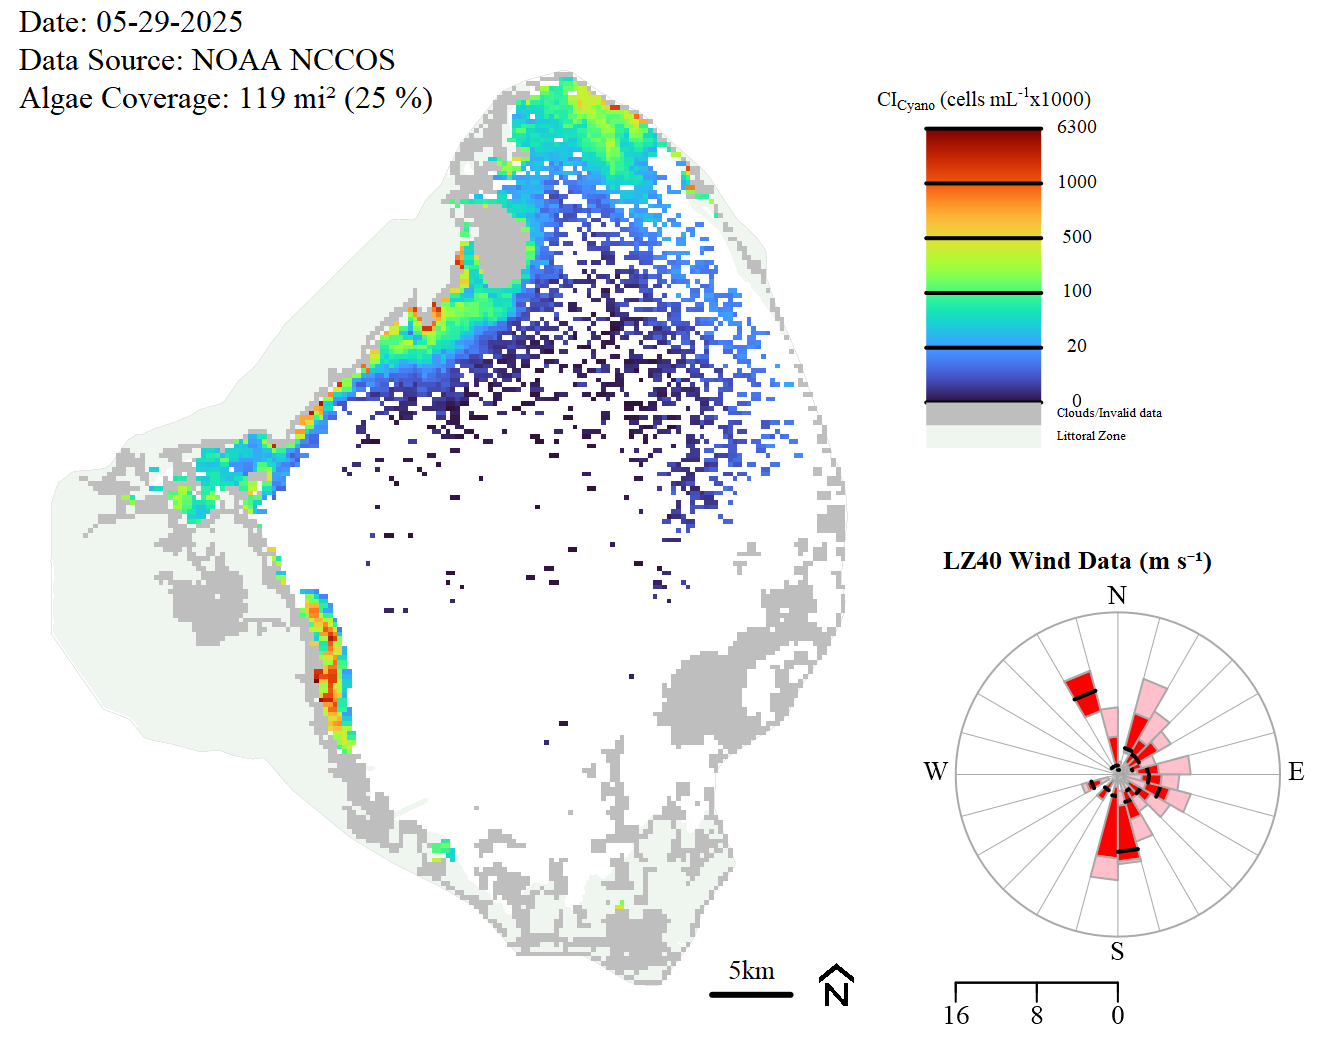 Date: 05-29-2025
Data Source: NOAA NCCOS
Algae Coverage: 119 mi² (25 %)
CICyano (cells mL⁻¹x1000)
6300
1000
500
100
20
0
Clouds/Invalid data
Littoral Zone
LZ40 Wind Data (m s⁻¹)
N
W
E
S
5km
N
16 8 0